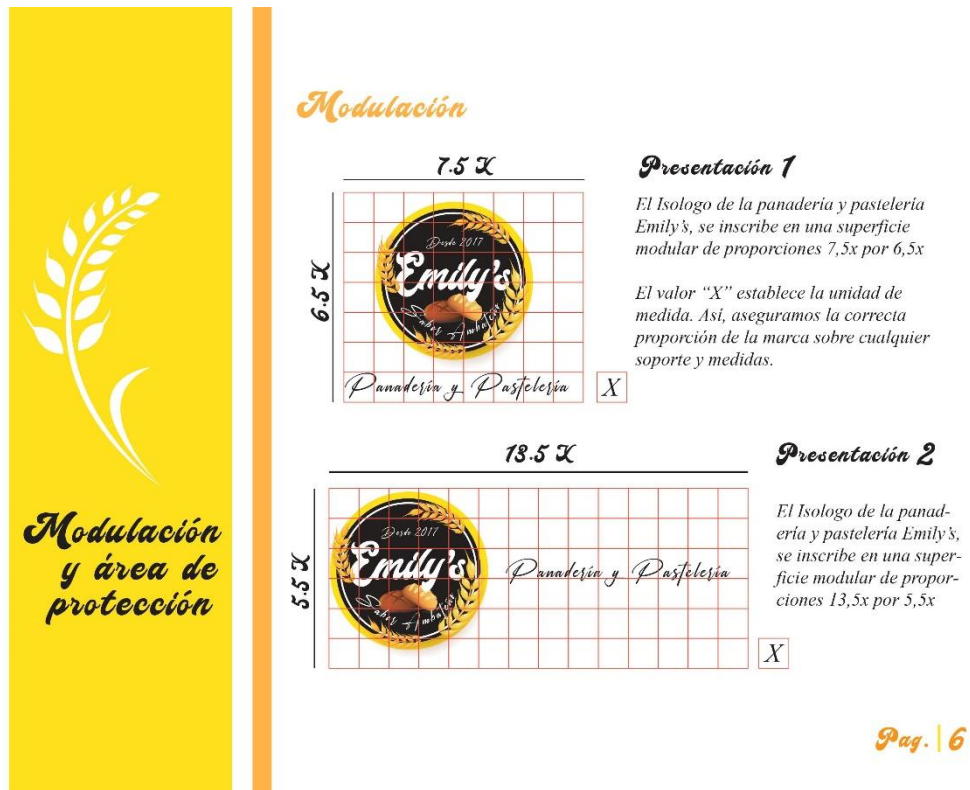 Modulación
y área de
protección
Modulación
7.5 X
6.5 X
Desde 2017
Emily's
Sabor Ambateño
Panadería y Pastelería
X
Presentación 1
El Isologo de la panadería y pastelería
Emily's, se inscribe en una superficie
modular de proporciones 7,5x por 6,5x
El valor “X” establece la unidad de
medida. Así, aseguramos la correcta
proporción de la marca sobre cualquier
soporte y medidas.
13.5 X
5.5 X
Desde 2017
Emily's
Sabor Ambateño
Panadería y Pastelería
X
Presentación 2
El Isologo de la panad-
ería y pastelería Emily's,
se inscribe en una super-
ficie modular de propor-
ciones 13,5x por 5,5x
Pag. | 6